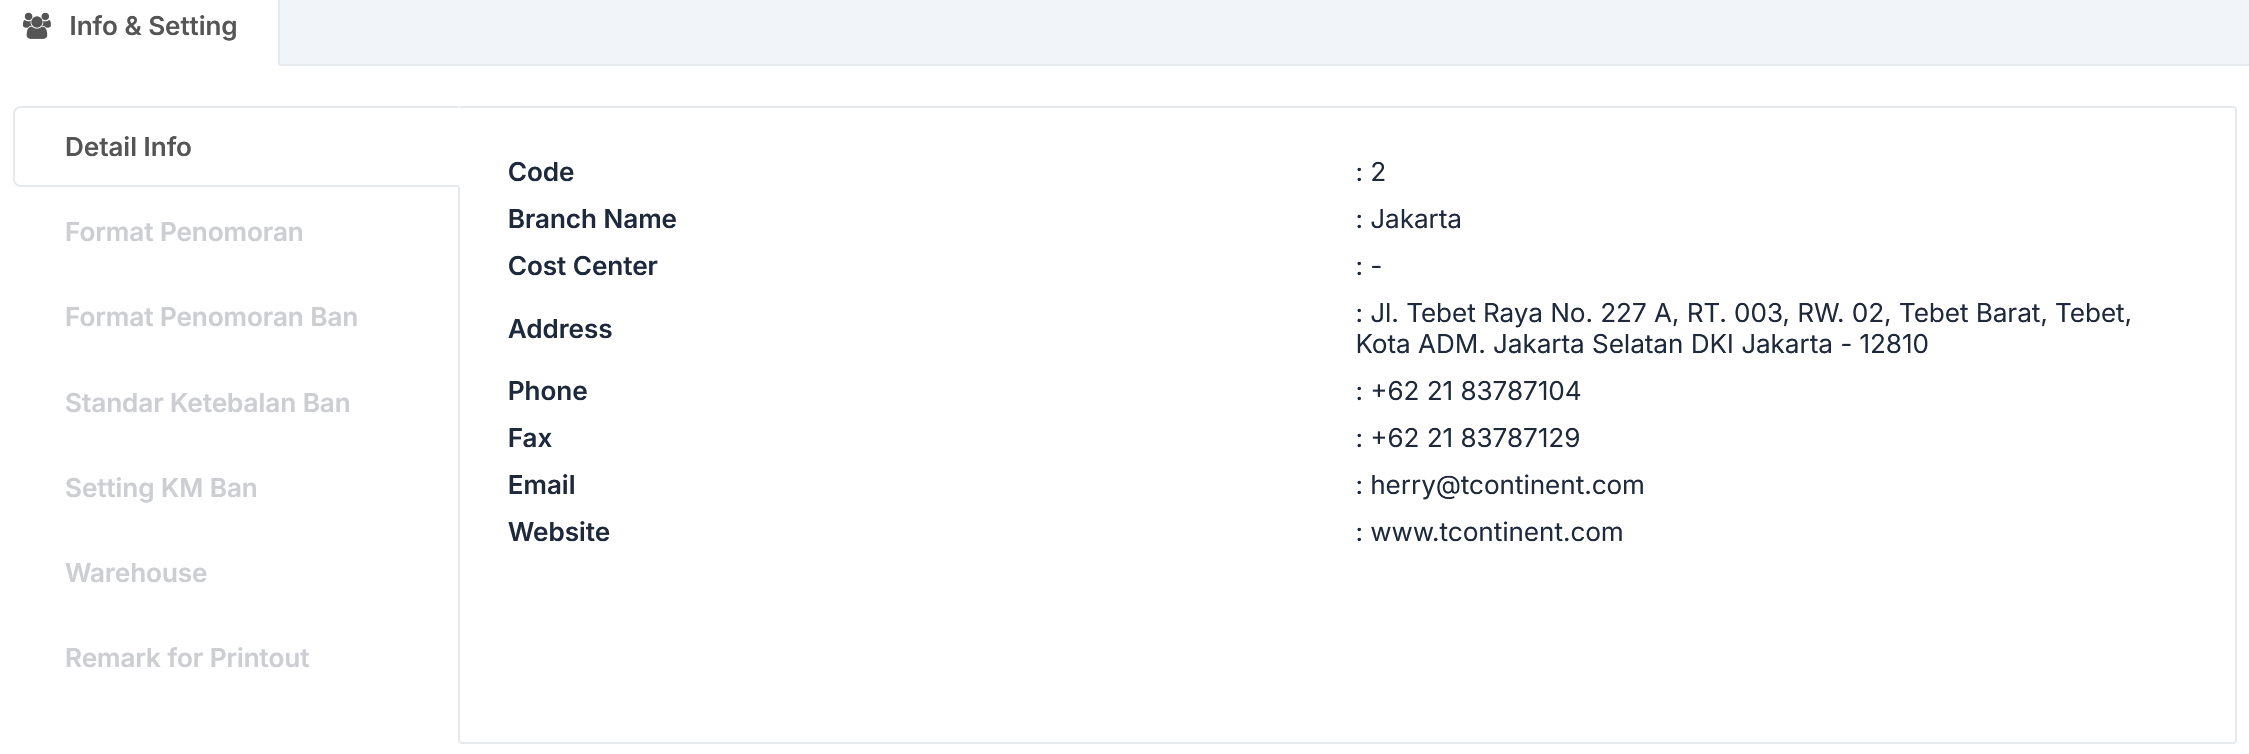 Info & Setting
Detail Info
Format Penomoran
Format Penomoran Ban
Standar Ketebalan Ban
Setting KM Ban
Warehouse
Remark for Printout
Code : 2
Branch Name : Jakarta
Cost Center : -
Address : Jl. Tebet Raya No. 227 A, RT. 003, RW. 02, Tebet Barat, Tebet,
Kota ADM. Jakarta Selatan DKI Jakarta - 12810
Phone : +62 21 83787104
Fax : +62 21 83787129
Email : herry@tcontinent.com
Website : www.tcontinent.com